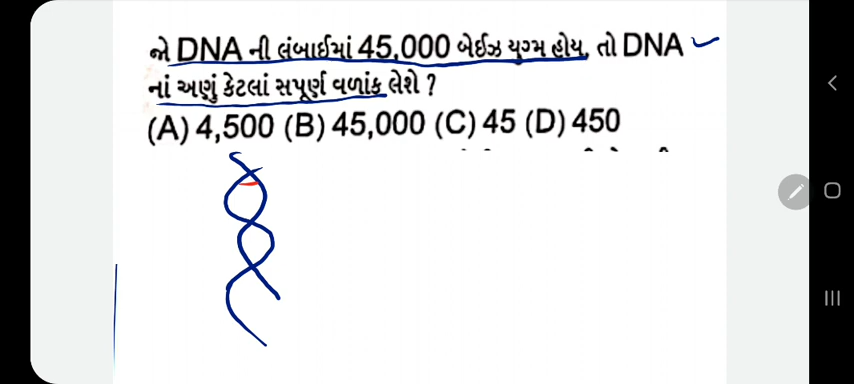 જો DNA ની લંબાઈમાં 45,000 બેઈઝ યુગ્મ હોય, તો DNA
નાં અણું કેટલાં સપૂર્ણ વળાંક લેશે ?
(A) 4,500 (B) 45,000 (C) 45 (D) 450